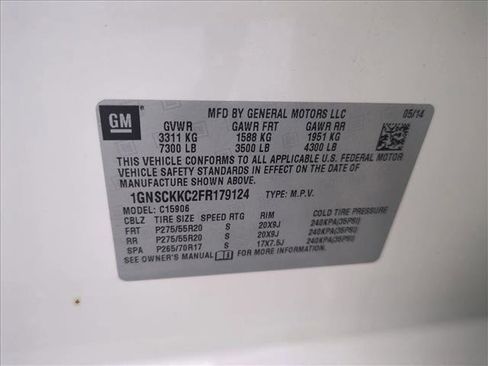 GM
MFD BY GENERAL MOTORS LLC 05/14
GVWR GAWR FRT GAWR RR
3311 KG 1588 KG 1951 KG
7300 LB 3500 LB 4300 LB
THIS VEHICLE CONFORMS TO ALL APPLICABLE U.S. FEDERAL MOTOR
VEHICLE SAFETY STANDARDS IN EFFECT ON THE DATE OF
MANUFACTURE SHOWN ABOVE.
1GNSCKKC2FR179124 TYPE: M.P.V.
MODEL: C15906
CBLZ TIRE SIZE SPEED RTG RIM COLD TIRE PRESSURE
FRT P275/55R20 S 20X9J 240KPA(35PSI)
RR P275/55R20 S 20X9J 240KPA(35PSI)
SPA P265/70R17 S 17X7.5J 240KPA(35PSI)
SEE OWNER'S MANUAL FOR MORE INFORMATION.